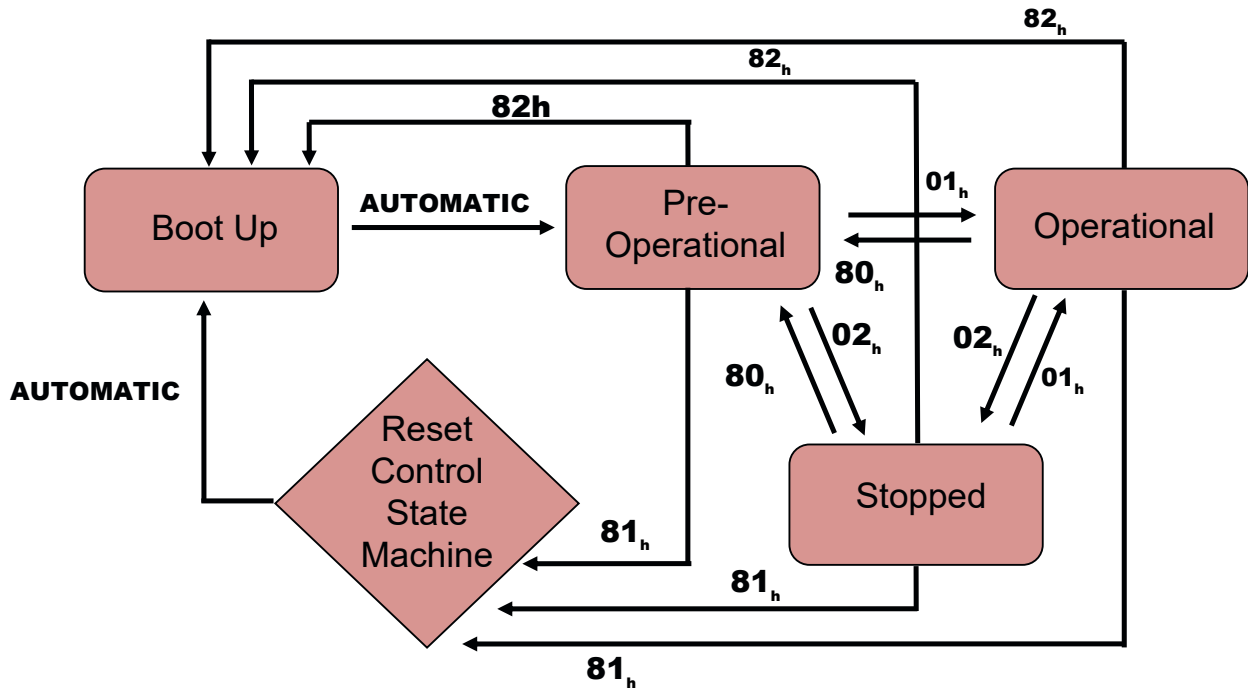 82h
82h
82h
AUTOMATIC
Boot Up
Pre-
Operational
01h
80h
Operational
AUTOMATIC
80h
02h
02h
01h
Reset
Control
State
Machine
Stopped
81h
81h
81h